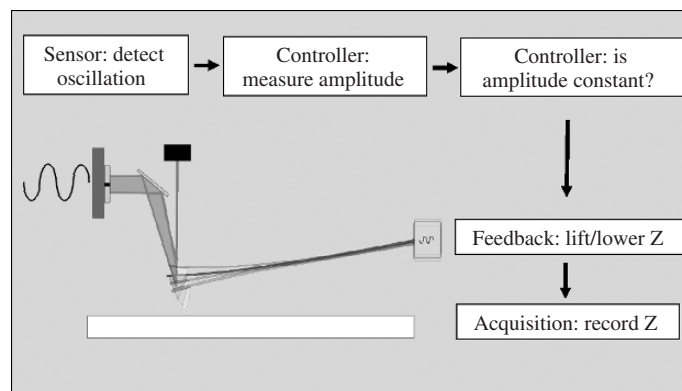 Sensor: detect
oscillation
Controller:
measure amplitude
Controller: is
amplitude constant?
Feedback: lift/lower Z
Acquisition: record Z